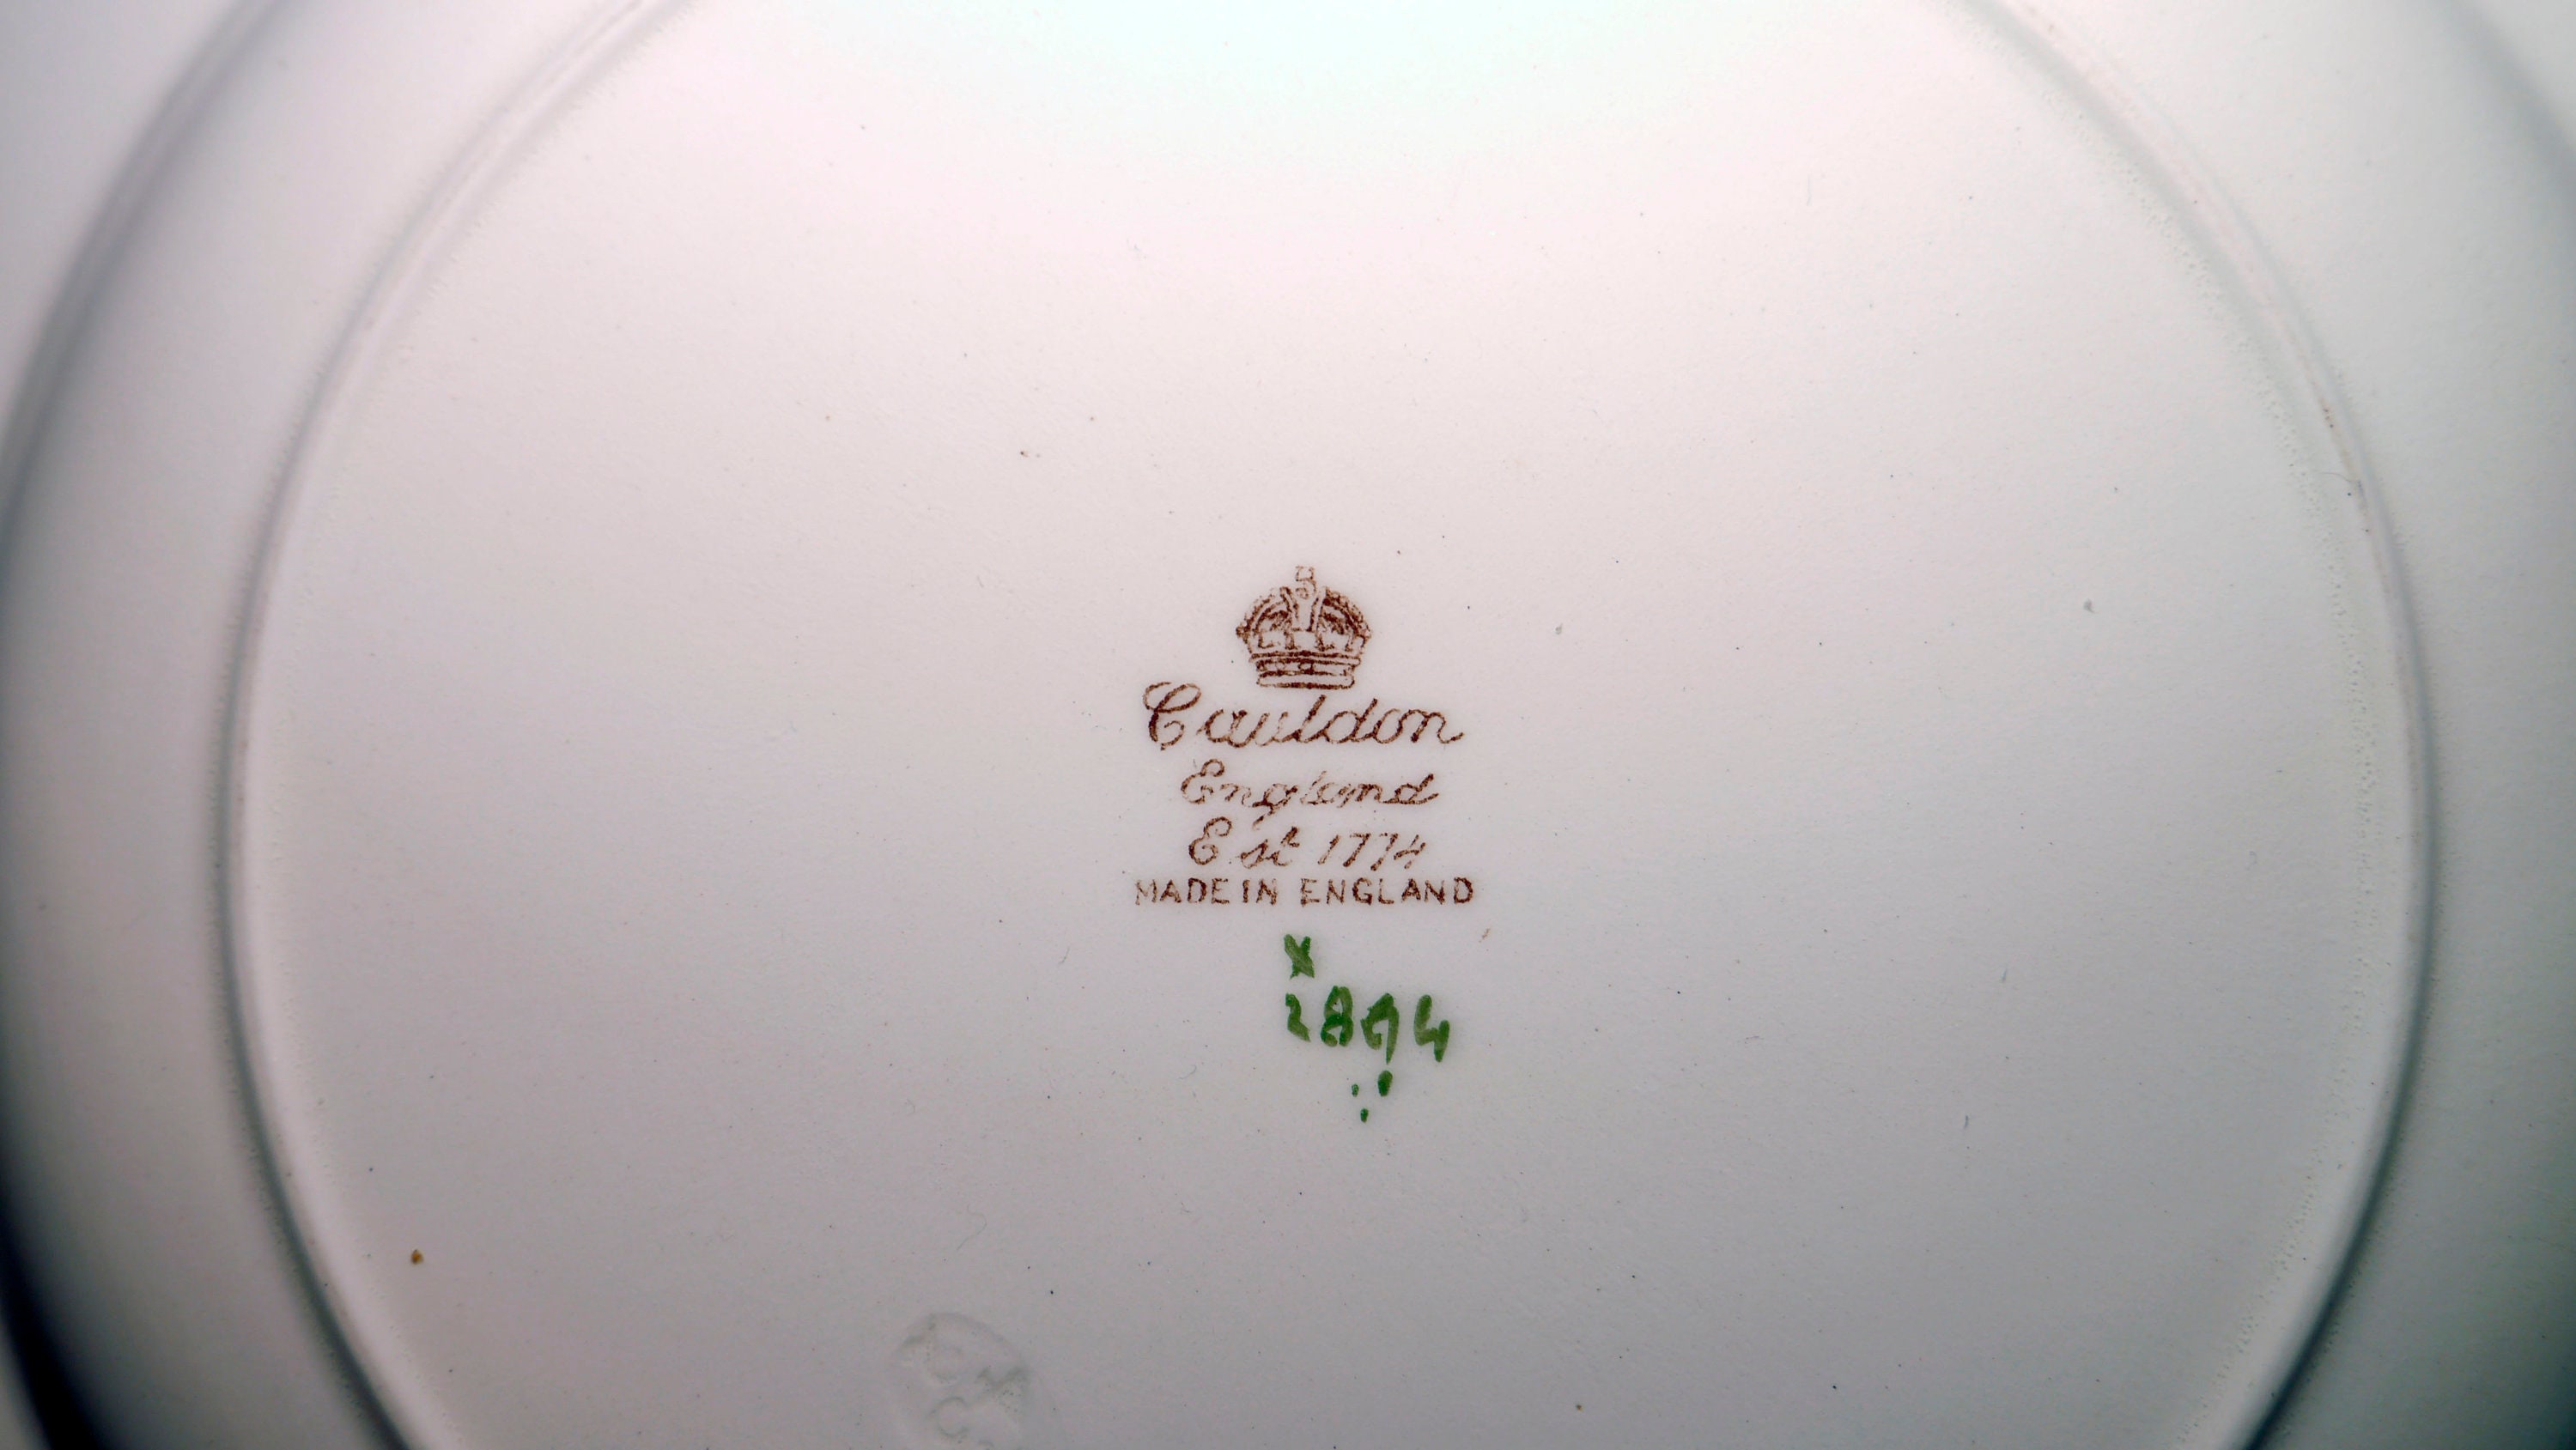 Cauldon
England
Est 1774
MADE IN ENGLAND
X
2894